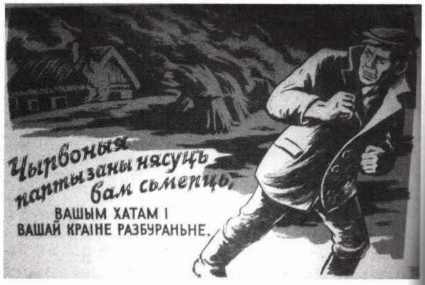 Чырвоныя
партызаны нясуць
вам сьмерць,
ВАШЫМ ХАТАМ І
ВАШАЙ КРАІНЕ РАЗБУРАНЬНЕ.